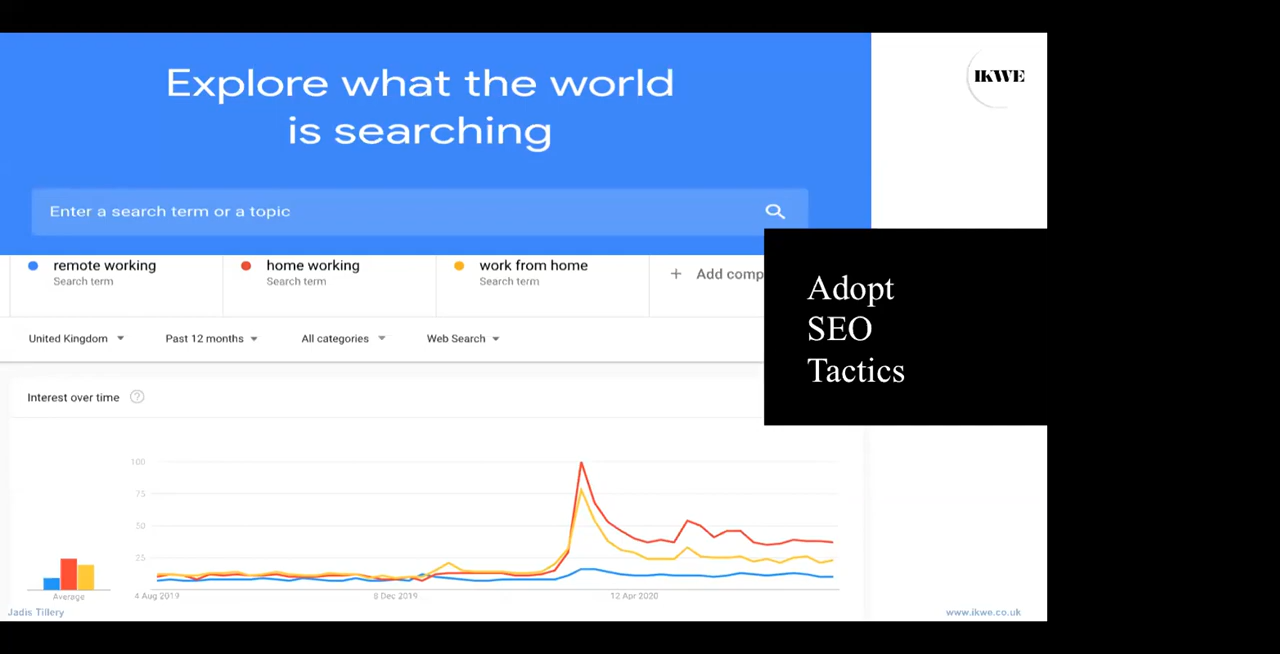 Explore what the world
is searching
IKWE
Enter a search term or a topic
remote working
Search term
home working
Search term
work from home
Search term
+ Add comp
Adopt
SEO
Tactics
United Kingdom
Past 12 months
All categories
Web Search
Interest over time ?
100
75
50
25
Average
4 Aug 2019
8 Dec 2019
12 Apr 2020
Jadis Tillery
www.ikwe.co.uk